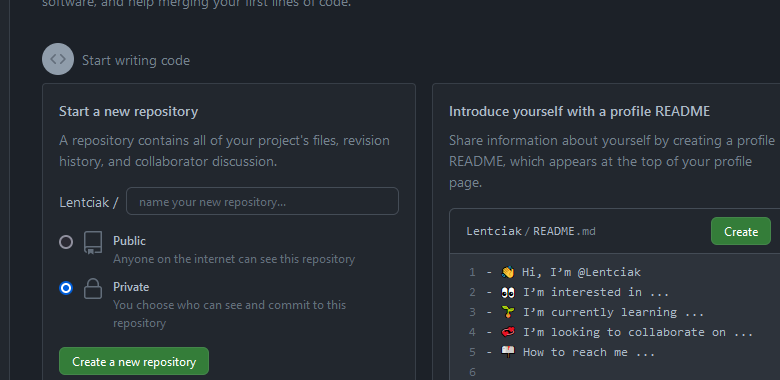 software, and help merging your first lines of code.
Start writing code
Start a new repository
A repository contains all of your project's files, revision
history, and collaborator discussion.
Lentciak /
name your new repository...
Public
Anyone on the internet can see this repository
Private
You choose who can see and commit to this
repository
Create a new repository
Introduce yourself with a profile README
Share information about yourself by creating a profile
README, which appears at the top of your profile
page.
Lentciak/README.md
Create
1 - 👋 Hi, I'm @Lentciak
2 - 👀 I'm interested in ...
3 - 🌱 I'm currently learning ...
4 - 💞️ I'm looking to collaborate on ...
5 - 📫 How to reach me ...
6